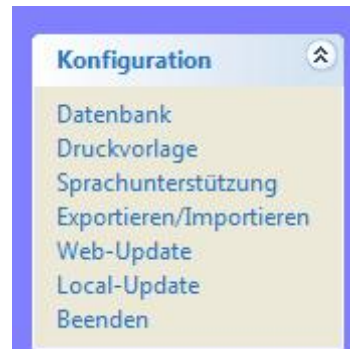 Konfiguration
Datenbank
Druckvorlage
Sprachunterstützung
Exportieren/Importieren
Web-Update
Local-Update
Beenden